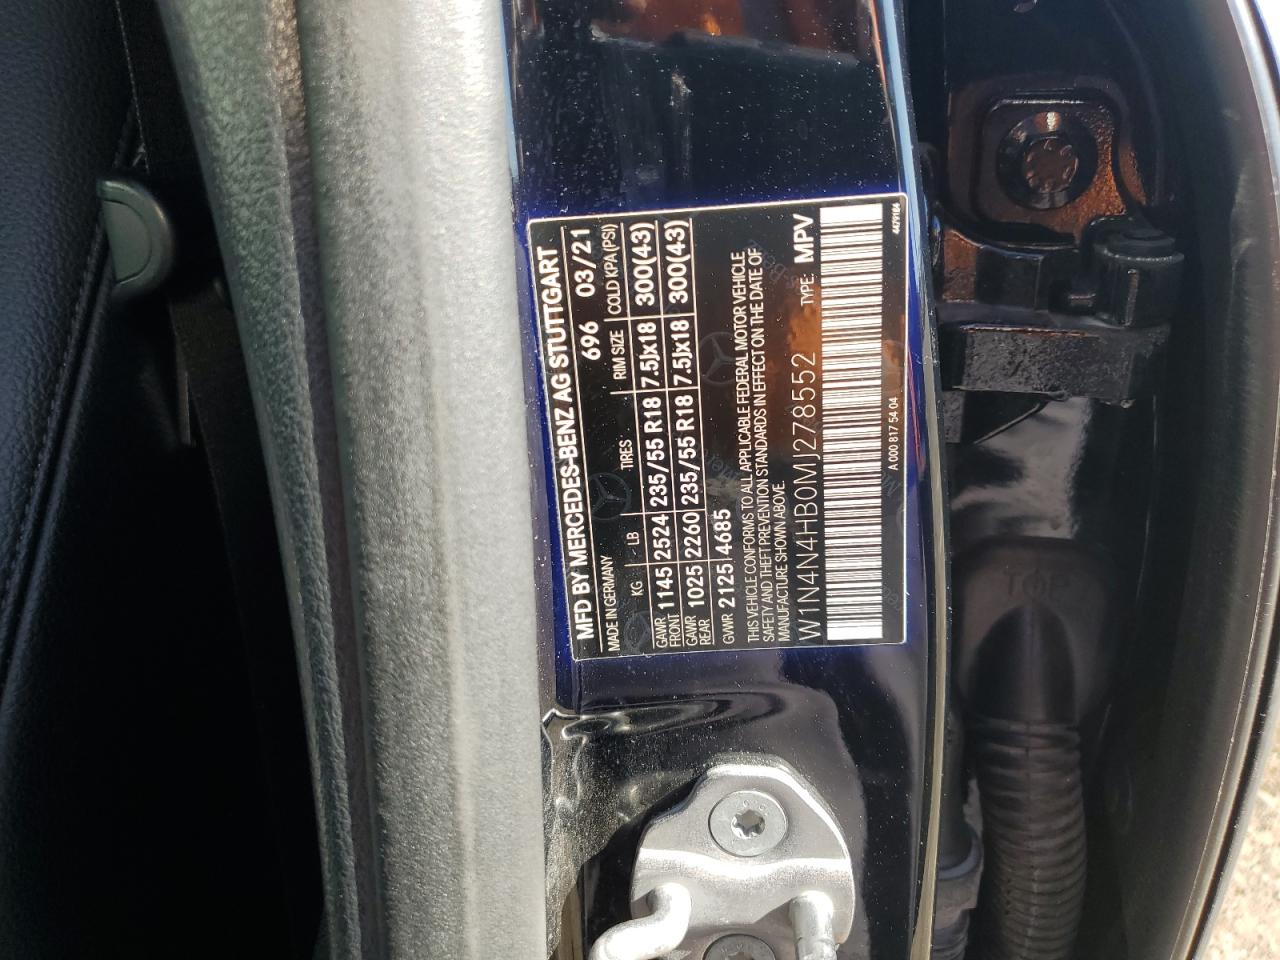 MFD BY MERCEDES-BENZ AG STUTTGART
MADE IN GERMANY 696 03/21
KG LB TIRES RIM SIZE COLD KPA(PSI)
GAWR FRONT 1145 2524 235/55 R18 7.5Jx18 300(43)
GAWR REAR 1025 2260 235/55 R18 7.5Jx18 300(43)
GVWR 2125 4685
THIS VEHICLE CONFORMS TO ALL APPLICABLE FEDERAL MOTOR VEHICLE
SAFETY AND THEFT PREVENTION STANDARDS IN EFFECT ON THE DATE OF
MANUFACTURE SHOWN ABOVE.
W1N4N4HB0MJ278552 TYPE: MPV
A 000 817 54 04 4429164
TOP